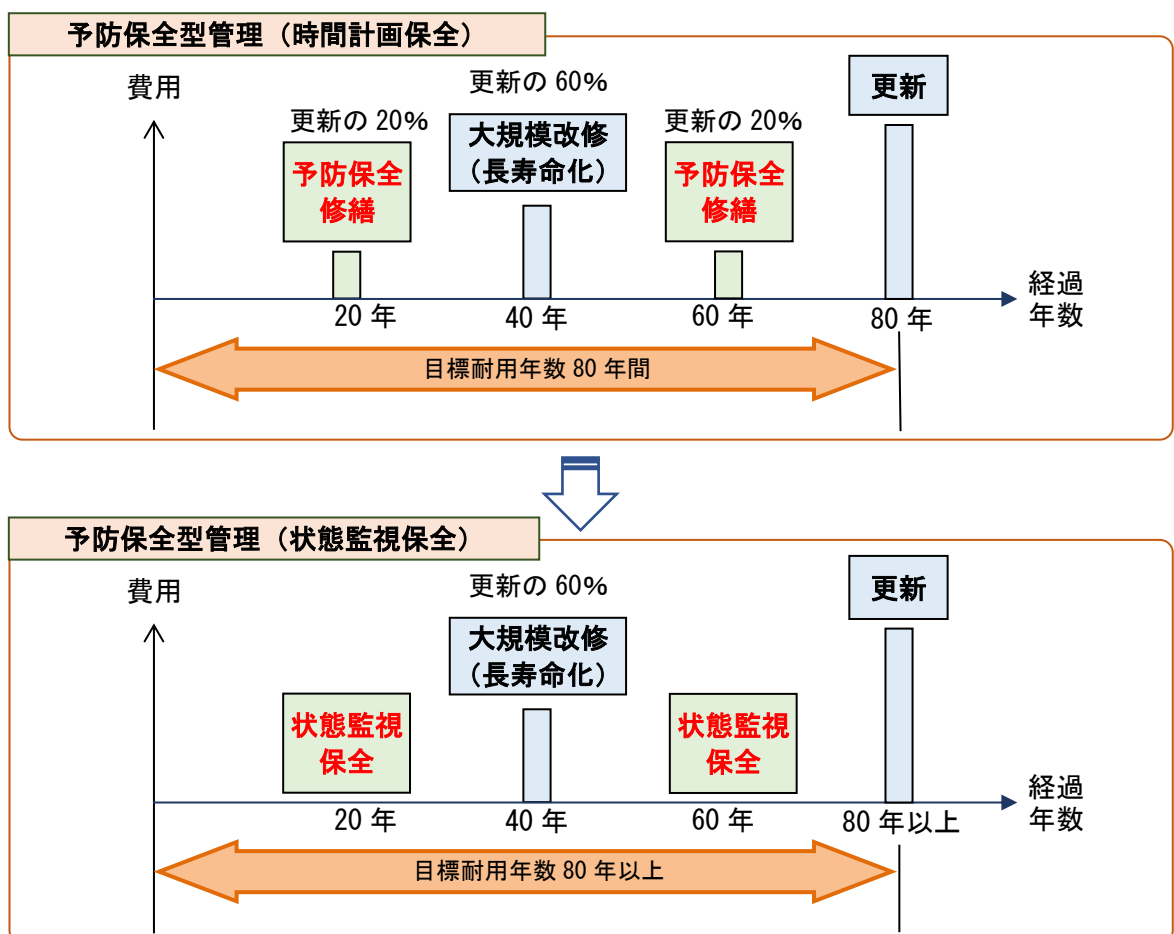 予防保全型管理（時間計画保全）
費用
更新の 60%
更新
更新の 20%
大規模改修
（長寿命化）
更新の 20%
予防保全
修繕
予防保全
修繕
経過
年数
20 年
40 年
60 年
80 年
目標耐用年数 80 年間
予防保全型管理（状態監視保全）
費用
更新の 60%
更新
大規模改修
（長寿命化）
状態監視
保全
状態監視
保全
経過
年数
20 年
40 年
60 年
80 年以上
目標耐用年数 80 年以上